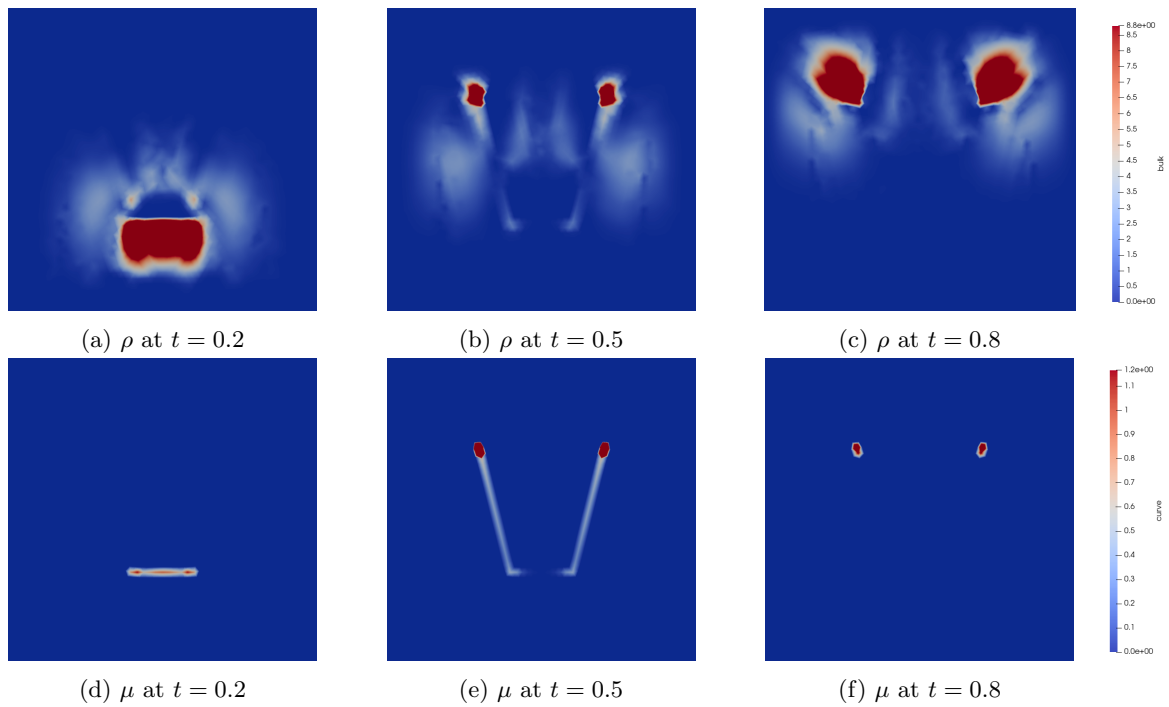 8.8e+00
8.5
8
7.5
7
6.5
6
5.5
5
4.5
4
3.5
3
2.5
2
1.5
1
0.5
0.0e+00
bulk
(a) ρ at t = 0.2
(b) ρ at t = 0.5
(c) ρ at t = 0.8
1.2e+00
1.1
1
0.9
0.8
0.7
0.6
0.5
0.4
0.3
0.2
0.1
0.0e+00
curve
(d) μ at t = 0.2
(e) μ at t = 0.5
(f) μ at t = 0.8